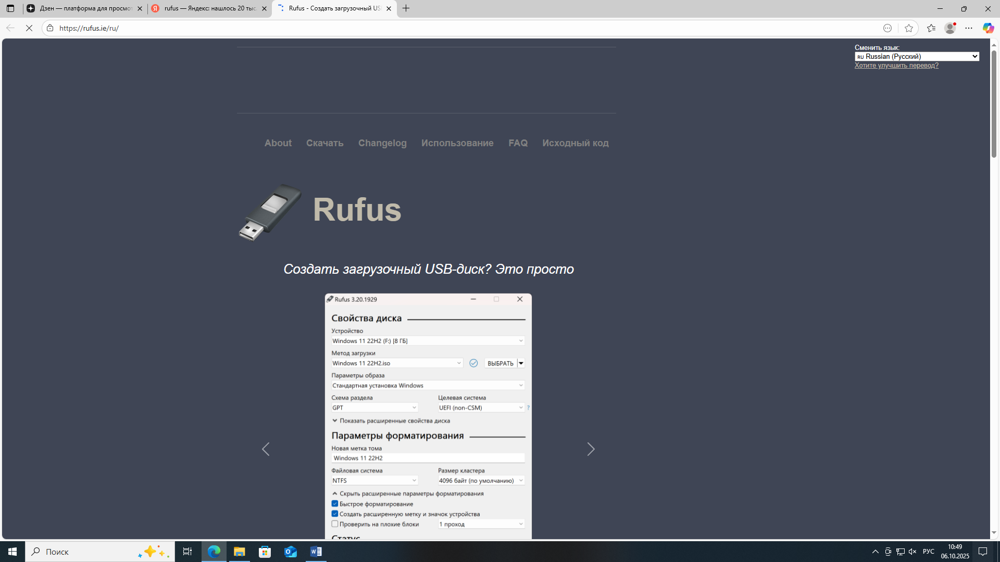 Дзен — платформа для просмот
rufus — Яндекс: нашлось 20 тыс.
Rufus - Создать загрузочный US
https://rufus.ie/ru/
Сменить язык:
RU Russian (Русский)
Хотите улучшить перевод?
About Скачать Changelog Использование FAQ Исходный код
Rufus
Создать загрузочный USB-диск? Это просто
Rufus 3.20.1929
Свойства диска
Устройство
Windows 11 22H2 (F:) [8 ГБ]
Метод загрузки
Windows 11 22H2.iso ВЫБРАТЬ
Параметры образа
Стандартная установка Windows
Схема раздела Целевая система
GPT UEFI (non-CSM) ?
Показать расширенные свойства диска
Параметры форматирования
Новая метка тома
Windows 11 22H2
Файловая система Размер кластера
NTFS 4096 байт (по умолчанию)
Скрыть расширенные параметры форматирования
Быстрое форматирование
Создать расширенную метку и значок устройства
Проверить на плохие блоки 1 проход
Статус
Поиск
РУС
10:49
06.10.2025